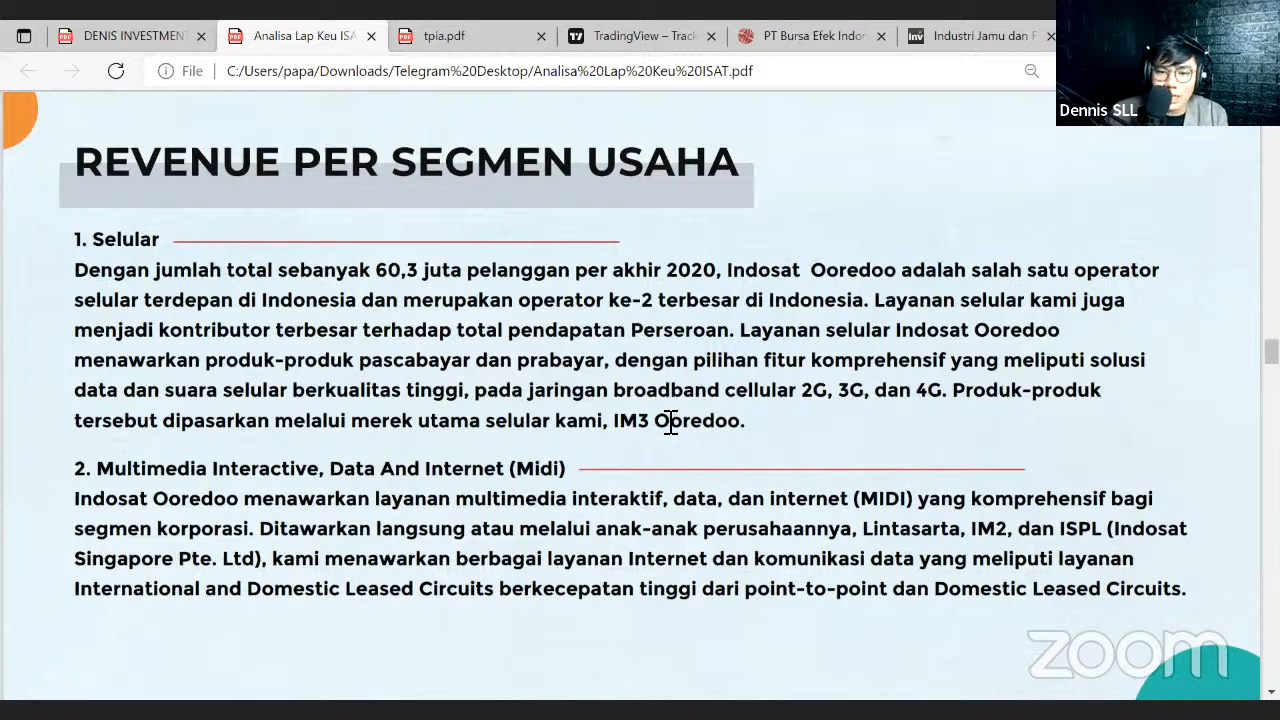 DENIS INVESTMENT
Analisa Lap Keu ISA
tpia.pdf
TradingView – Track
PT Bursa Efek Indon
Industri Jamu dan F
File
C:/Users/papa/Downloads/Telegram%20Desktop/Analisa%20Lap%20Keu%20ISAT.pdf
Dennis SLL
REVENUE PER SEGMEN USAHA
1. Selular
Dengan jumlah total sebanyak 60,3 juta pelanggan per akhir 2020, Indosat Ooredoo adalah salah satu operator
selular terdepan di Indonesia dan merupakan operator ke-2 terbesar di Indonesia. Layanan selular kami juga
menjadi kontributor terbesar terhadap total pendapatan Perseroan. Layanan selular Indosat Ooredoo
menawarkan produk-produk pascabayar dan prabayar, dengan pilihan fitur komprehensif yang meliputi solusi
data dan suara selular berkualitas tinggi, pada jaringan broadband cellular 2G, 3G, dan 4G. Produk-produk
tersebut dipasarkan melalui merek utama selular kami, IM3 Ooredoo.
2. Multimedia Interactive, Data And Internet (Midi)
Indosat Ooredoo menawarkan layanan multimedia interaktif, data, dan internet (MIDI) yang komprehensif bagi
segmen korporasi. Ditawarkan langsung atau melalui anak-anak perusahaannya, Lintasarta, IM2, dan ISPL (Indosat
Singapore Pte. Ltd), kami menawarkan berbagai layanan Internet dan komunikasi data yang meliputi layanan
International and Domestic Leased Circuits berkecepatan tinggi dari point-to-point dan Domestic Leased Circuits.
zoom